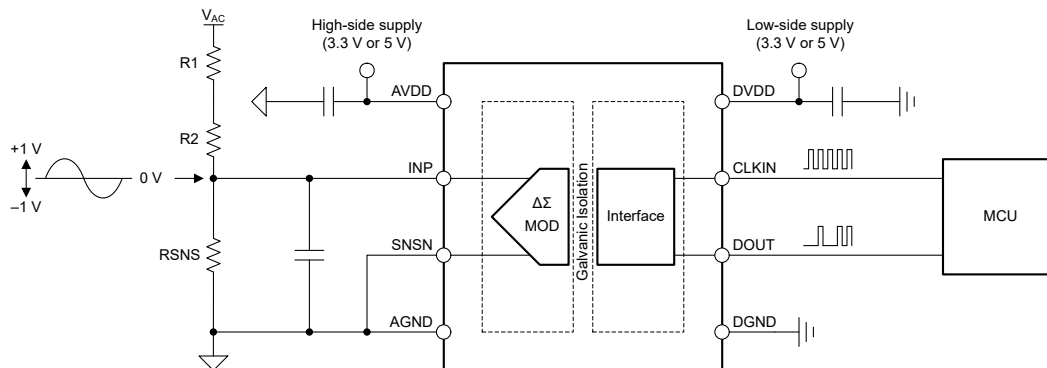 V_AC
High-side supply
(3.3 V or 5 V)
Low-side supply
(3.3 V or 5 V)
R1
AVDD
DVDD
R2
+1 V
0 V
–1 V
INP
CLKIN
ΔΣ
MOD
Galvanic Isolation
Interface
MCU
RSNS
SNSN
DOUT
AGND
DGND